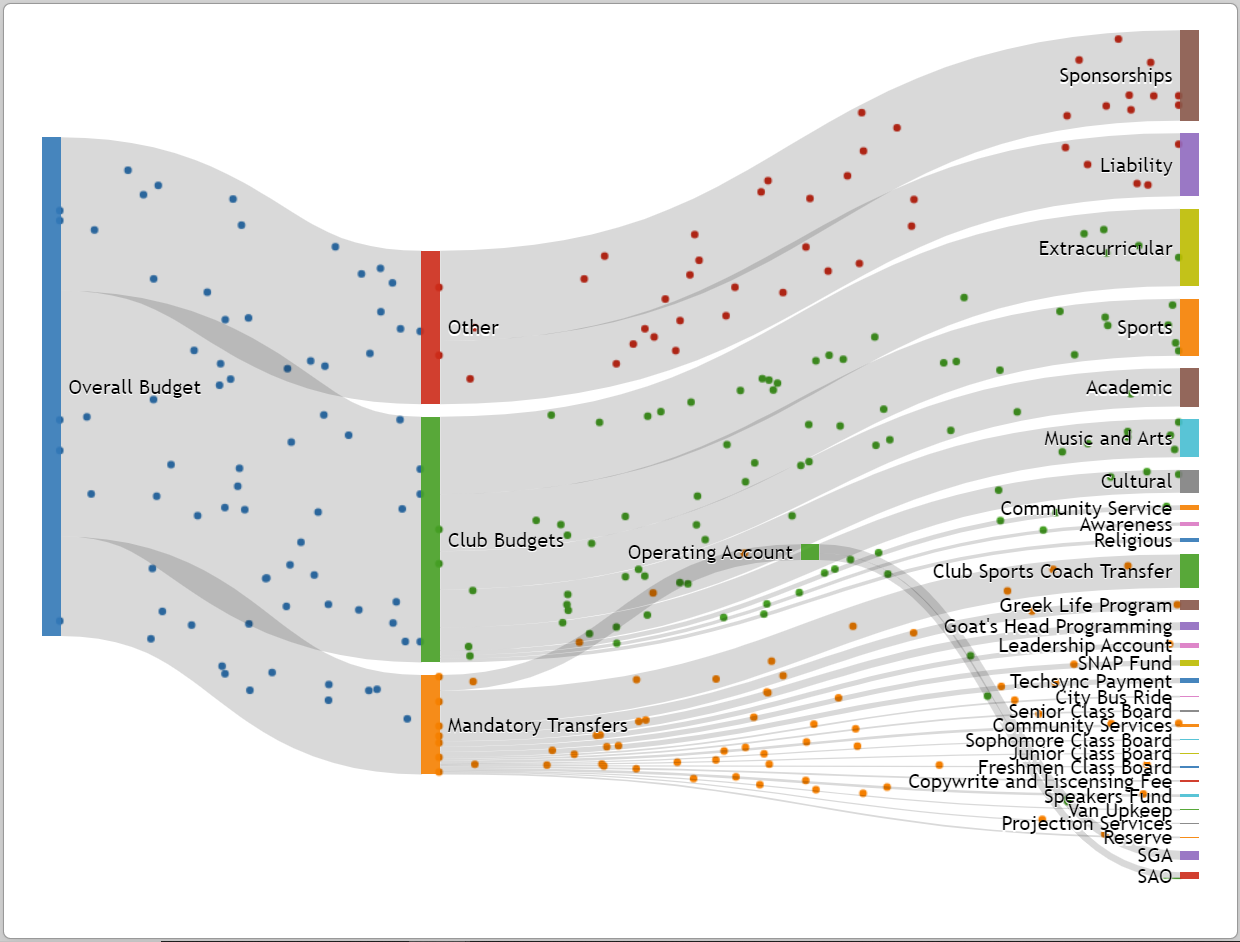 Overall Budget
Other
Club Budgets
Mandatory Transfers
Operating Account
Sponsorships
Liability
Extracurricular
Sports
Academic
Music and Arts
Cultural
Community Service
Awareness
Religious
Club Sports Coach Transfer
Greek Life Program
Goat's Head Programming
Leadership Account
SNAP Fund
Techsync Payment
City Bus Ride
Senior Class Board
Community Services
Sophomore Class Board
Junior Class Board
Freshmen Class Board
Copywrite and Liscensing Fee
Speakers Fund
Van Upkeep
Projection Services
Reserve
SGA
SAO